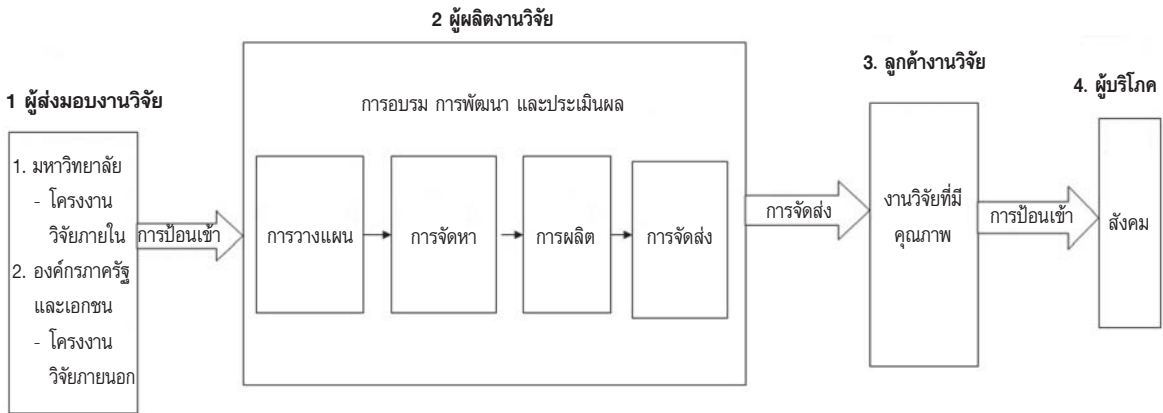 1 ผู้ส่งมอบงานวิจัย
1. มหาวิทยาลัย
- โครงงาน
วิจัยภายใน
2. องค์กรภาครัฐ
และเอกชน
- โครงงาน
วิจัยภายนอก
การป้อนเข้า
2 ผู้ผลิตงานวิจัย
การอบรม การพัฒนา และประเมินผล
การวางแผน
การจัดหา
การผลิต
การจัดส่ง
การจัดส่ง
3. ลูกค้างานวิจัย
งานวิจัยที่มี
คุณภาพ
การป้อนเข้า
4. ผู้บริโภค
สังคม